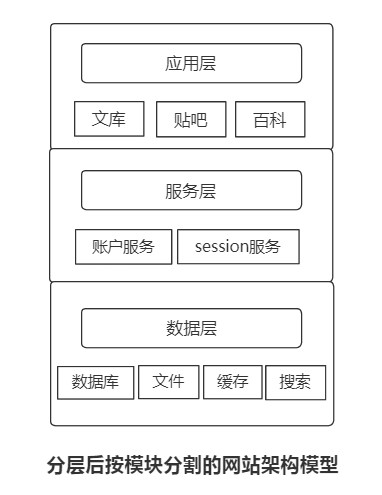 应用层
文库 贴吧 百科
服务层
账户服务 session服务
数据层
数据库 文件 缓存 搜索
分层后按模块分割的网站架构模型